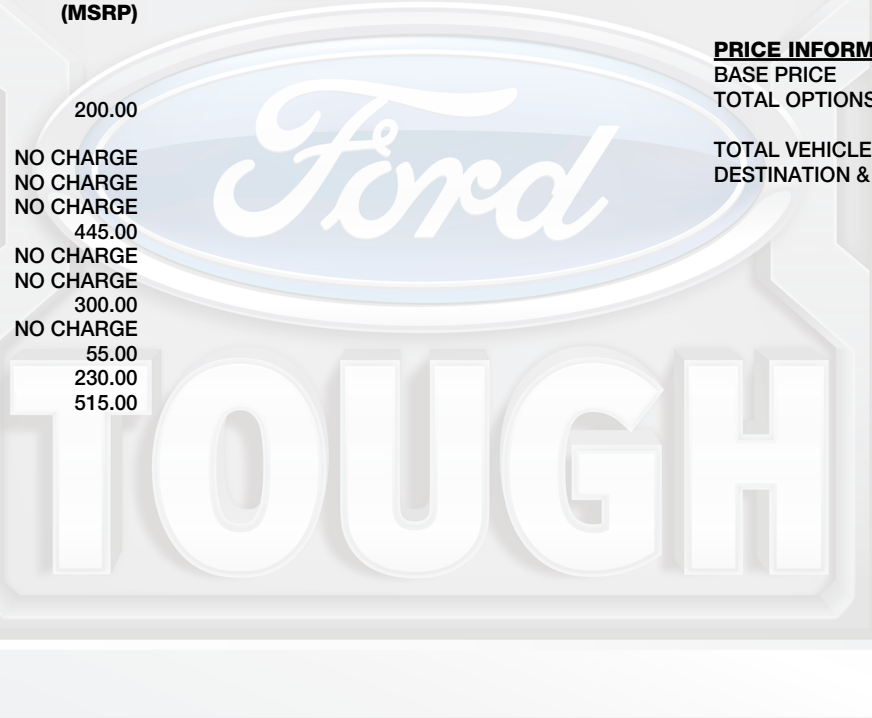 (MSRP)
200.00
NO CHARGE
NO CHARGE
NO CHARGE
445.00
NO CHARGE
NO CHARGE
300.00
NO CHARGE
55.00
230.00
515.00
PRICE INFORM
BASE PRICE
TOTAL OPTIONS
TOTAL VEHICLE
DESTINATION &
Ford
TOUGH